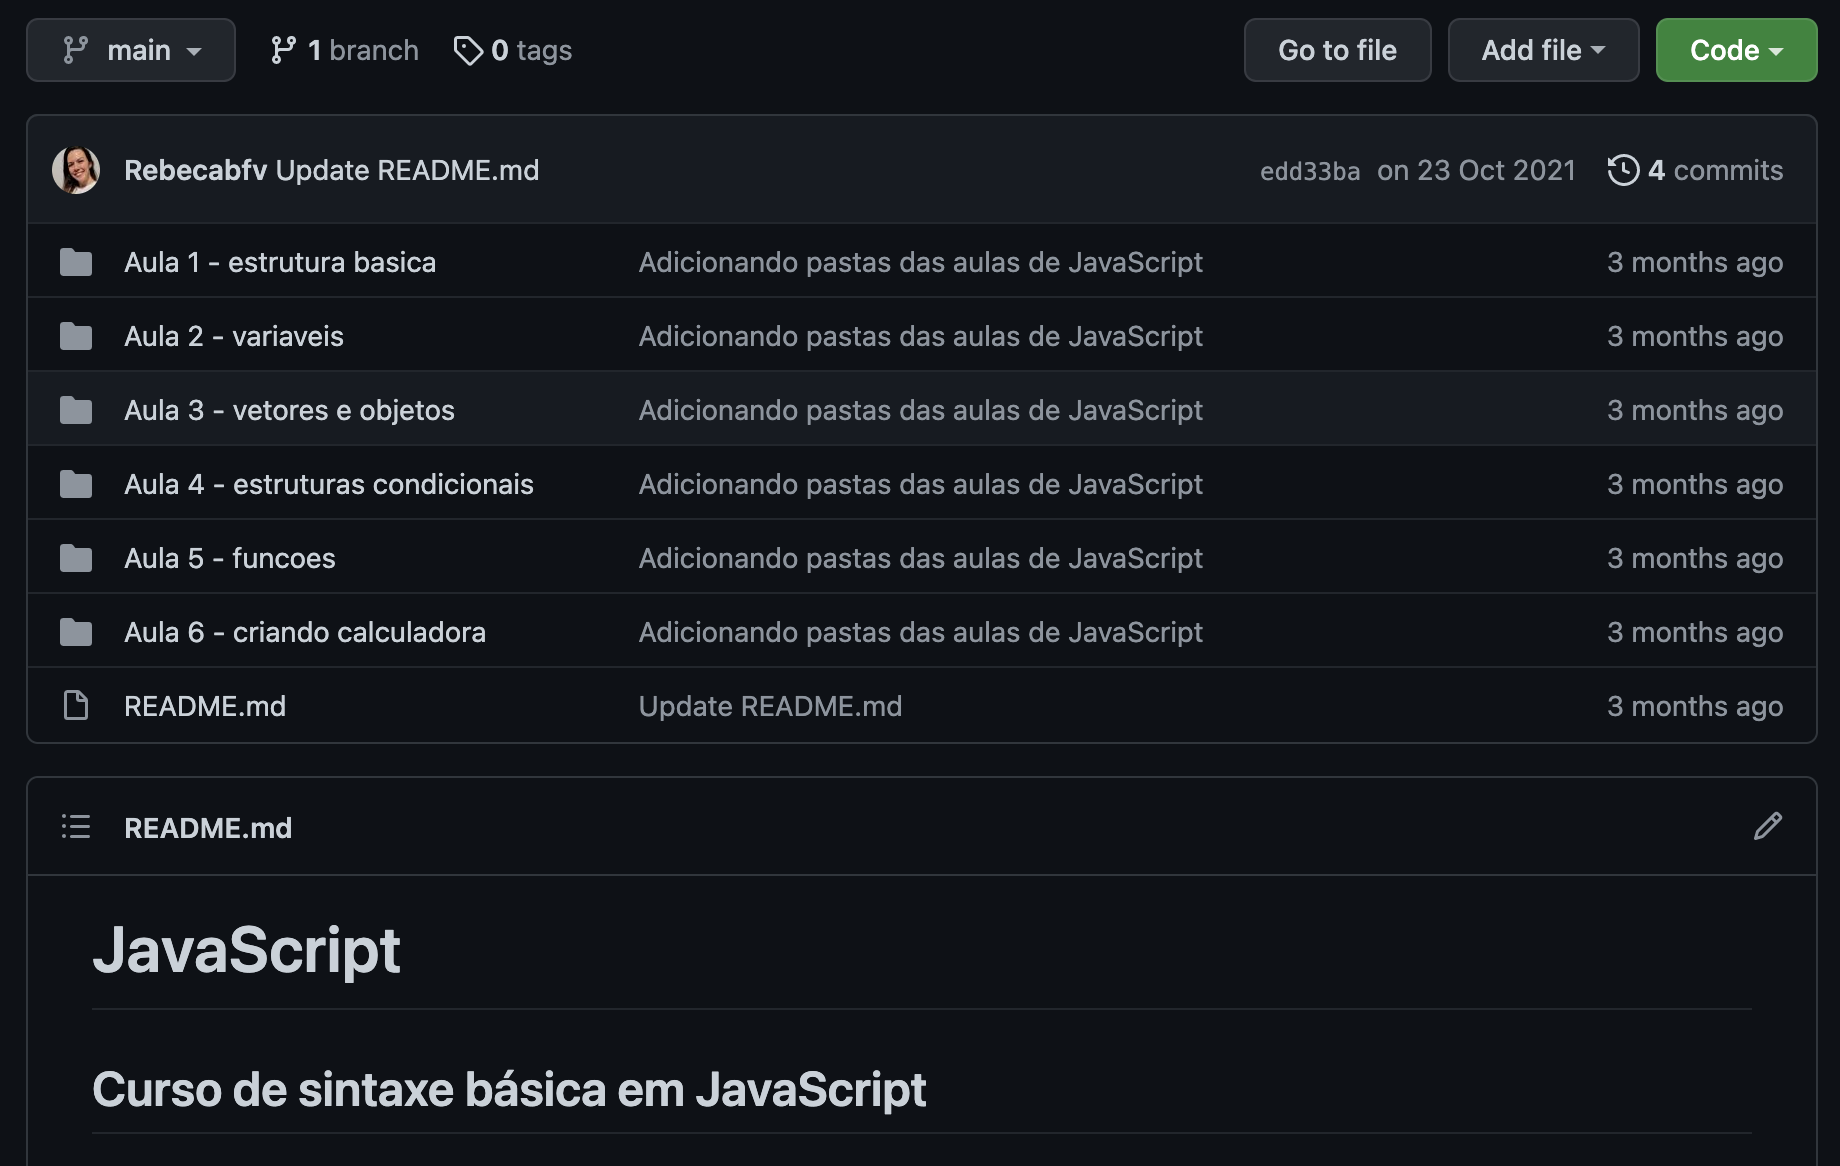 main 1 branch 0 tags Go to file Add file Code
Rebecabfv Update README.md edd33ba on 23 Oct 2021 4 commits
Aula 1 - estrutura basica Adicionando pastas das aulas de JavaScript 3 months ago
Aula 2 - variaveis Adicionando pastas das aulas de JavaScript 3 months ago
Aula 3 - vetores e objetos Adicionando pastas das aulas de JavaScript 3 months ago
Aula 4 - estruturas condicionais Adicionando pastas das aulas de JavaScript 3 months ago
Aula 5 - funcoes Adicionando pastas das aulas de JavaScript 3 months ago
Aula 6 - criando calculadora Adicionando pastas das aulas de JavaScript 3 months ago
README.md Update README.md 3 months ago
README.md
JavaScript
Curso de sintaxe básica em JavaScript